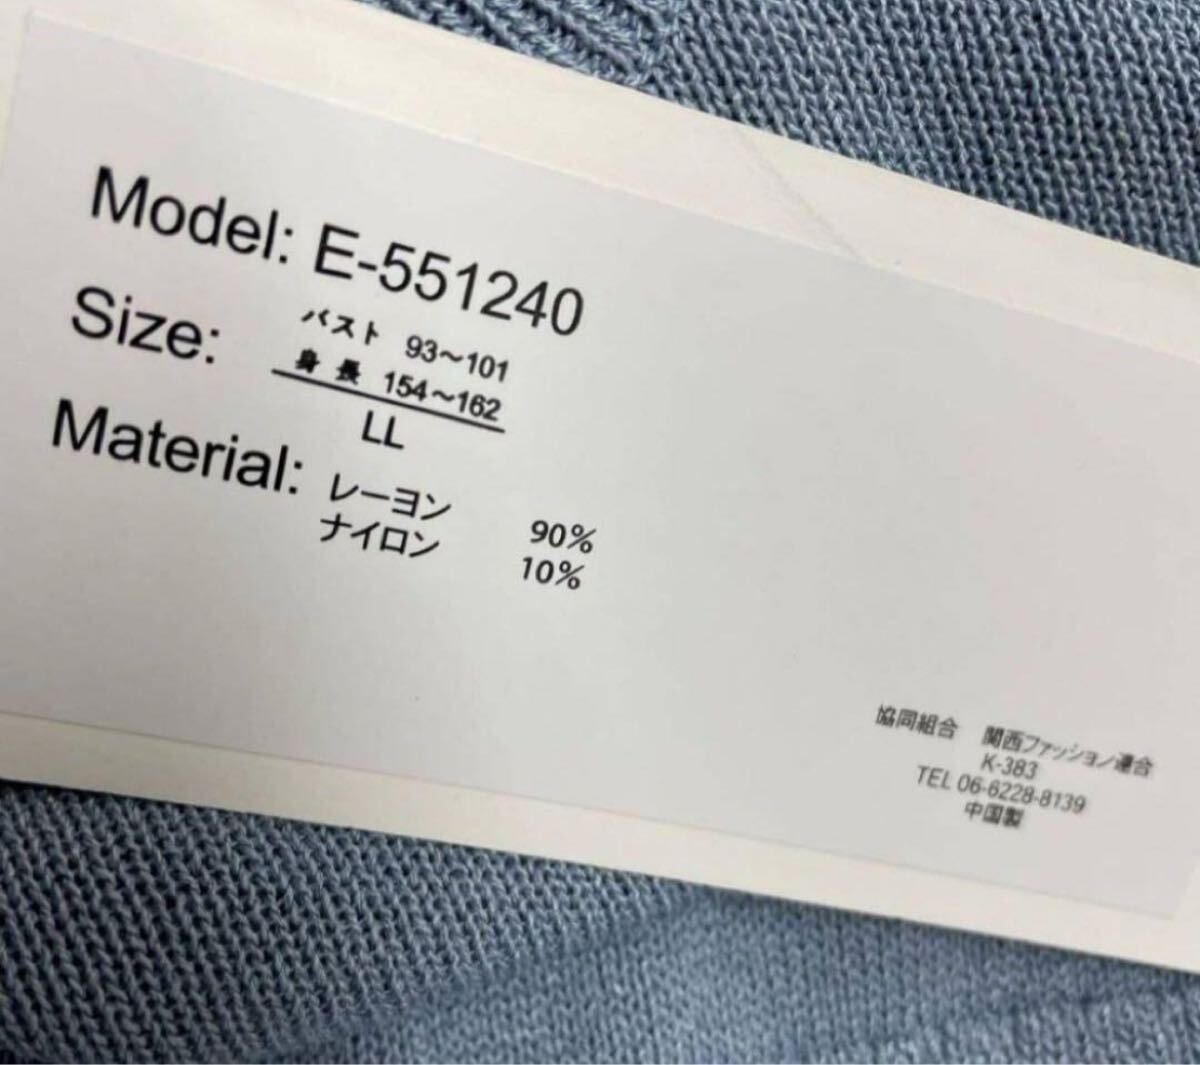 Model: E-551240
Size: バスト 93〜101
身長 154〜162
LL
Material: レーヨン 90%
ナイロン 10%
協同組合 関西ファッション連合
K-383
TEL 06-6228-8139
中国製